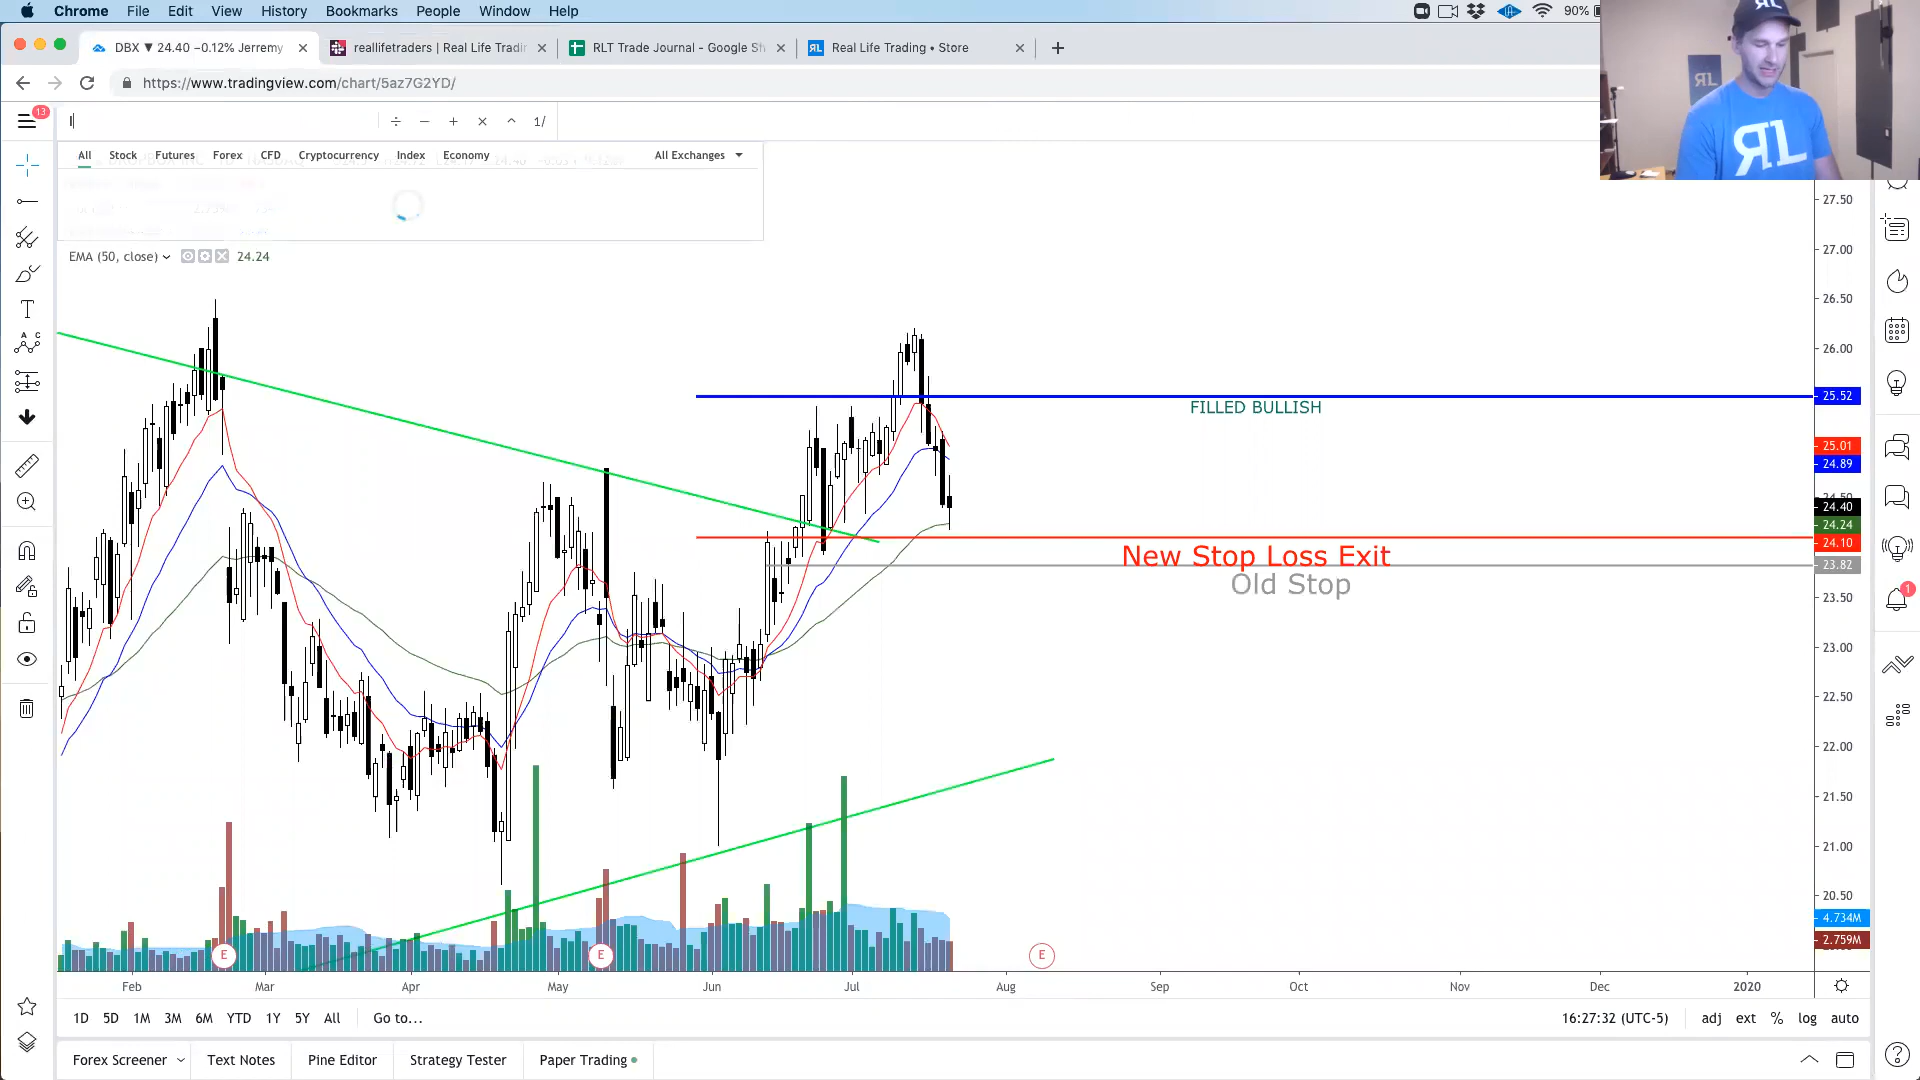 Chrome File Edit View History Bookmarks People Window Help
90%
DBX ▼ 24.40 −0.12% Jerremy
reallifetraders | Real Life Tradin
RLT Trade Journal - Google Sh
Real Life Trading • Store
https://www.tradingview.com/chart/5az7G2YD/
13
÷ − + × ^ 1/
All Stock Futures Forex CFD Cryptocurrency Index Economy All Exchanges
EMA (50, close) 24.24
27.50
27.00
26.50
26.00
25.52
FILLED BULLISH
25.01
24.89
24.50
24.40
24.24
24.10
New Stop Loss Exit
23.82
Old Stop
23.50
23.00
22.50
22.00
21.50
21.00
20.50
4.734M
2.759M
1
E E E
Feb Mar Apr May Jun Jul Aug Sep Oct Nov Dec 2020
1D 5D 1M 3M 6M YTD 1Y 5Y All Go to...
16:27:32 (UTC-5) adj ext % log auto
Forex Screener Text Notes Pine Editor Strategy Tester Paper Trading
RL